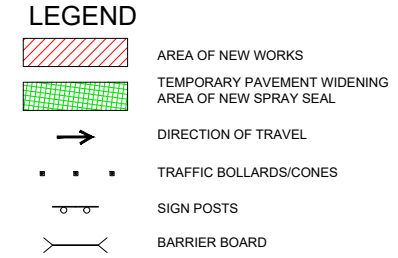 LEGEND
AREA OF NEW WORKS
TEMPORARY PAVEMENT WIDENING
AREA OF NEW SPRAY SEAL
DIRECTION OF TRAVEL
TRAFFIC BOLLARDS/CONES
SIGN POSTS
BARRIER BOARD